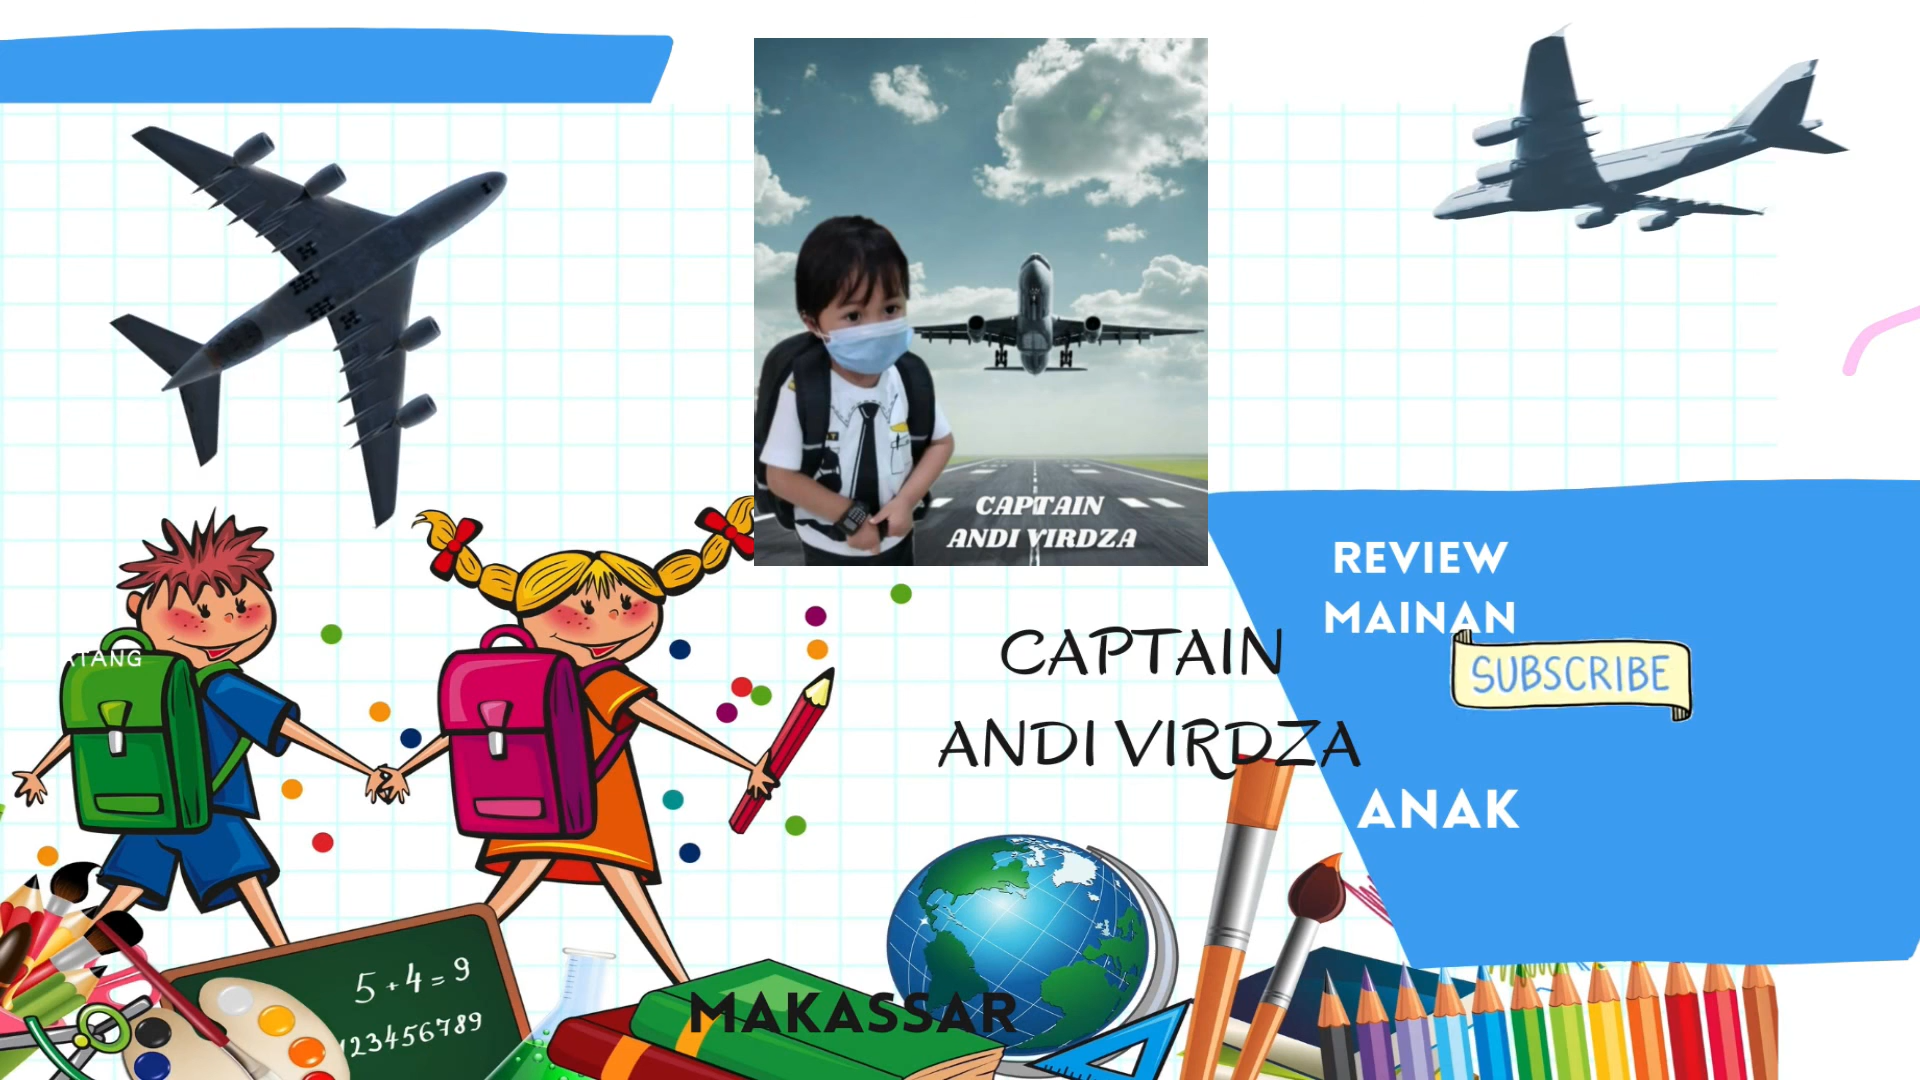 CAPTAIN
ANDI VIRDZA
REVIEW
MAINAN
SUBSCRIBE
CAPTAIN
ANDI VIRDZA
ANAK
5+4=9
123456789
MAKASSAR